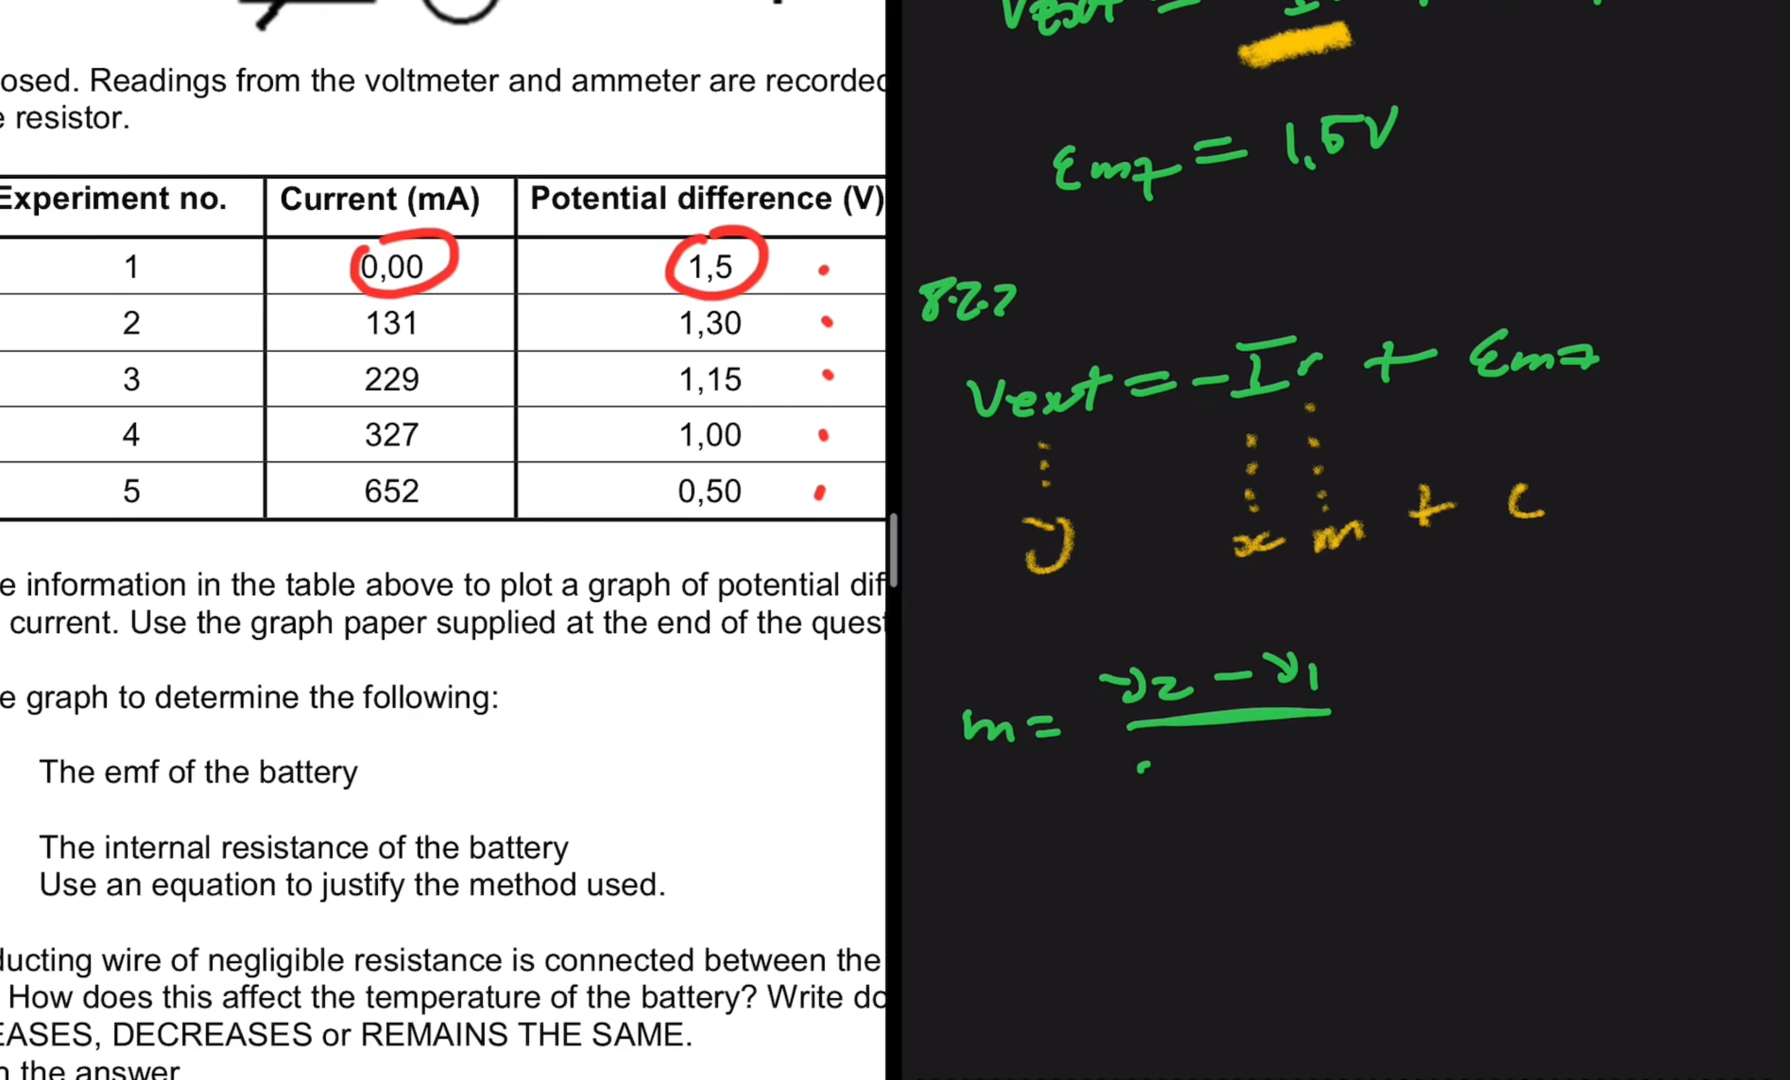 osed. Readings from the voltmeter and ammeter are recorded
e resistor.
Experiment no. Current (mA) Potential difference (V)
1 0,00 1,5
2 131 1,30
3 229 1,15
4 327 1,00
5 652 0,50
e information in the table above to plot a graph of potential dif
current. Use the graph paper supplied at the end of the quest
e graph to determine the following:
The emf of the battery
The internal resistance of the battery
Use an equation to justify the method used.
ducting wire of negligible resistance is connected between the
How does this affect the temperature of the battery? Write do
EASES, DECREASES or REMAINS THE SAME.
n the answer
Vext =
Emf = 1,5V
8.2.2
Vext = -Ir + Emf
y x m + c
m = y2 - y1